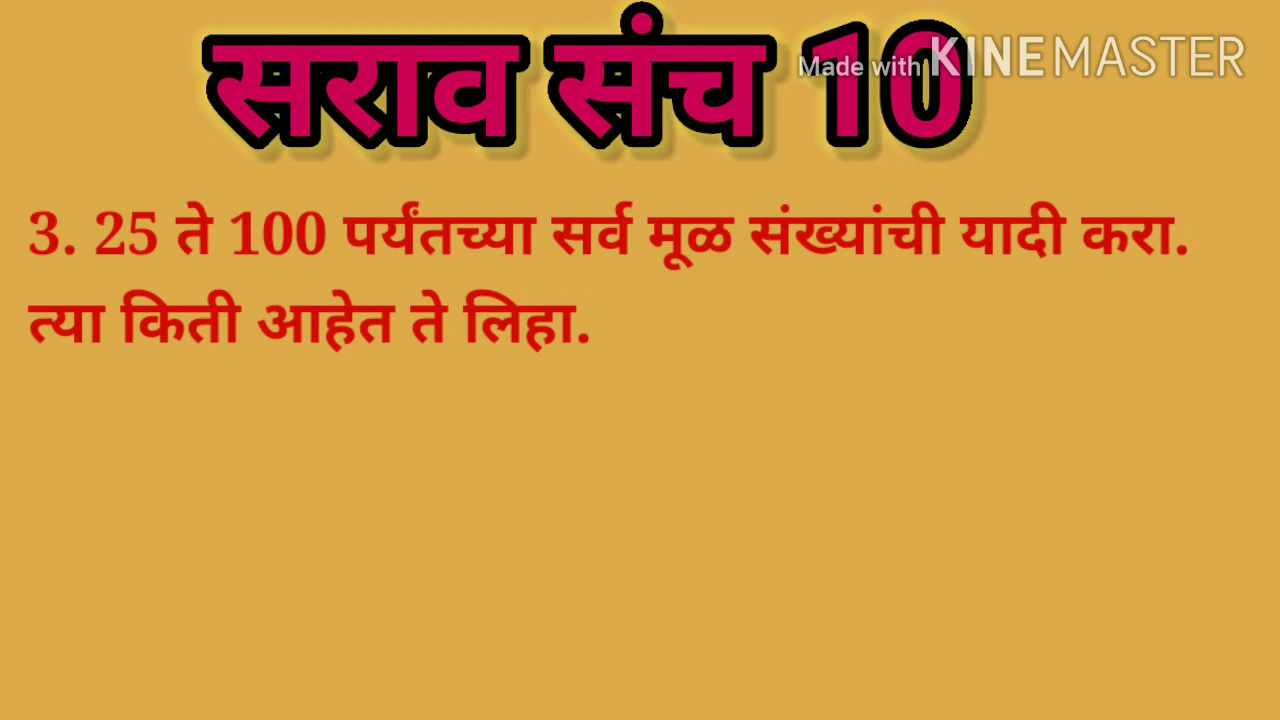 सराव संच 10
Made with KINEMASTER
3. 25 ते 100 पर्यंतच्या सर्व मूळ संख्यांची यादी करा.
त्या किती आहेत ते लिहा.